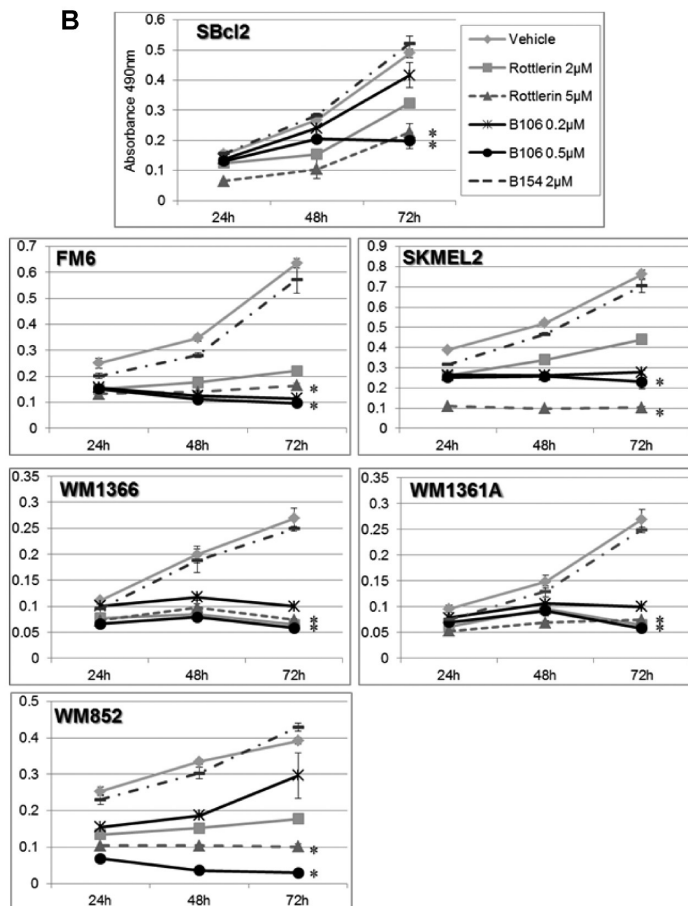 B
SBcl2
Absorbance 490nm
0.6
0.5
0.4
0.3
0.2
0.1
0
24h 48h 72h
*
*
Vehicle
Rottlerin 2µM
Rottlerin 5µM
B106 0.2µM
B106 0.5µM
B154 2µM
FM6
0.7
0.6
0.5
0.4
0.3
0.2
0.1
0
24h 48h 72h
*
*
SKMEL2
0.9
0.8
0.7
0.6
0.5
0.4
0.3
0.2
0.1
0
24h 48h 72h
*
*
WM1366
0.35
0.3
0.25
0.2
0.15
0.1
0.05
0
24h 48h 72h
*
*
WM1361A
0.35
0.3
0.25
0.2
0.15
0.1
0.05
0
24h 48h 72h
*
*
WM852
0.5
0.4
0.3
0.2
0.1
0
24h 48h 72h
*
*